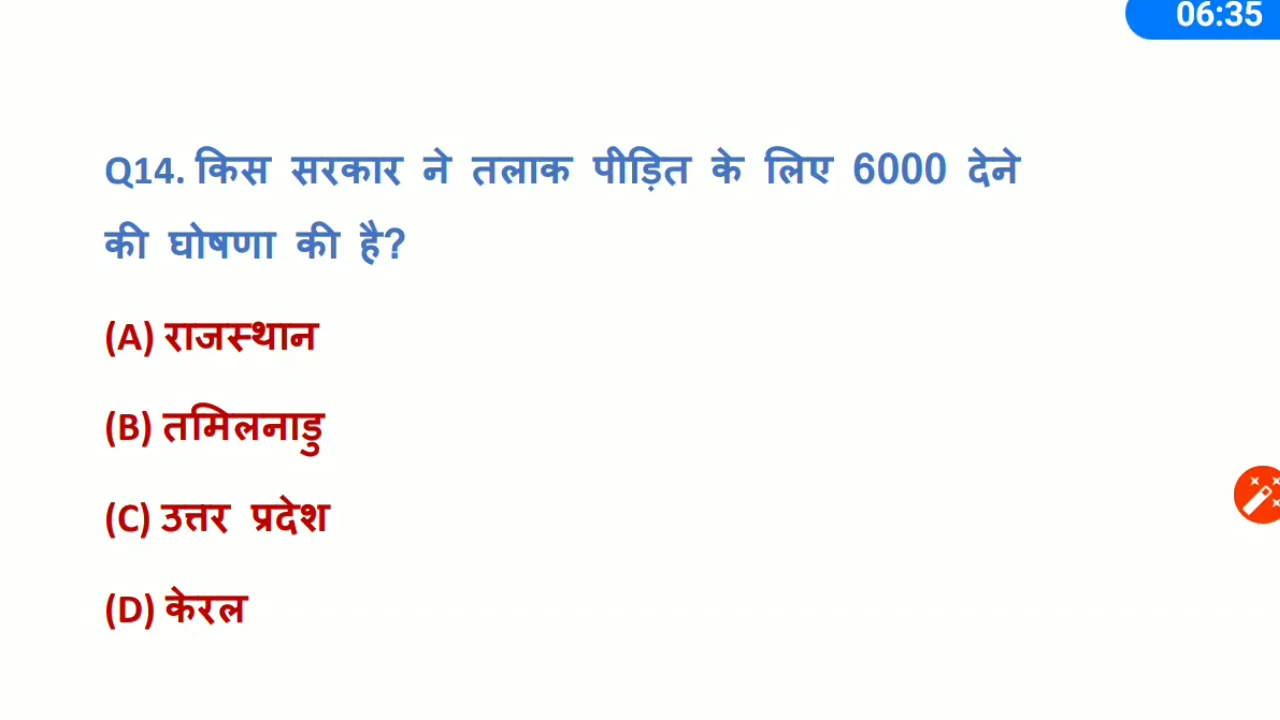 06:35
Q14. किस सरकार ने तलाक पीड़ित के लिए 6000 देने
की घोषणा की है?
(A) राजस्थान
(B) तमिलनाडु
(C) उत्तर प्रदेश
(D) केरल